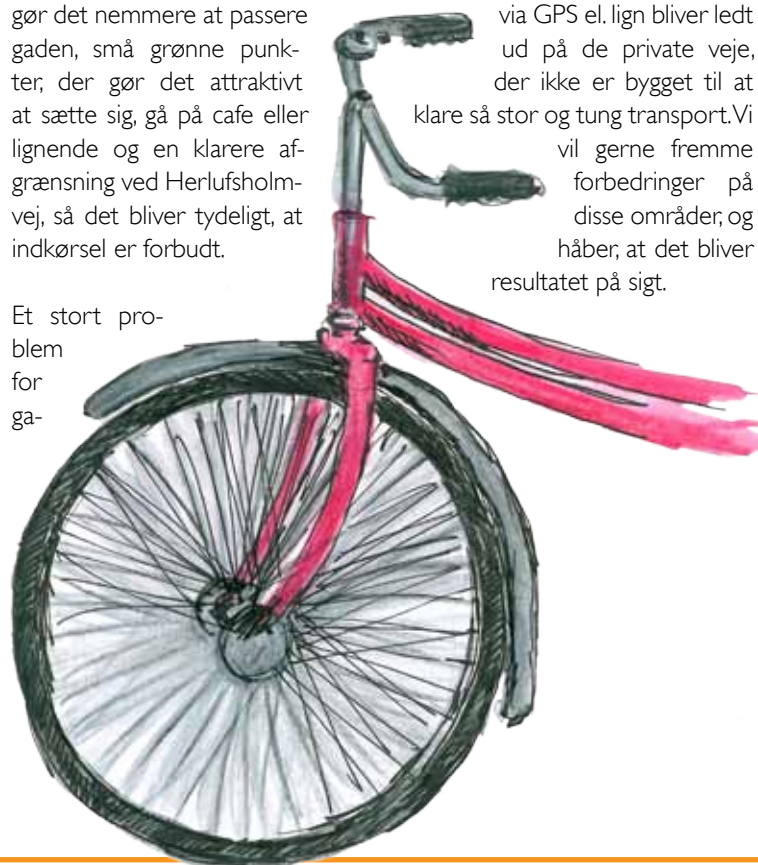 gør det nemmere at passere
gaden, små grønne punk-
ter, der gør det attraktivt
at sætte sig, gå på cafe eller
lignende og en klarere af-
grænsning ved Herlufsholm-
vej, så det bliver tydeligt, at
indkørsel er forbudt.
Et stort pro-
blem
for
ga-
via GPS el. lign bliver ledt
ud på de private veje,
der ikke er bygget til at
klare så stor og tung transport. Vi
vil gerne fremme
forbedringer på
disse områder, og
håber, at det bliver
resultatet på sigt.